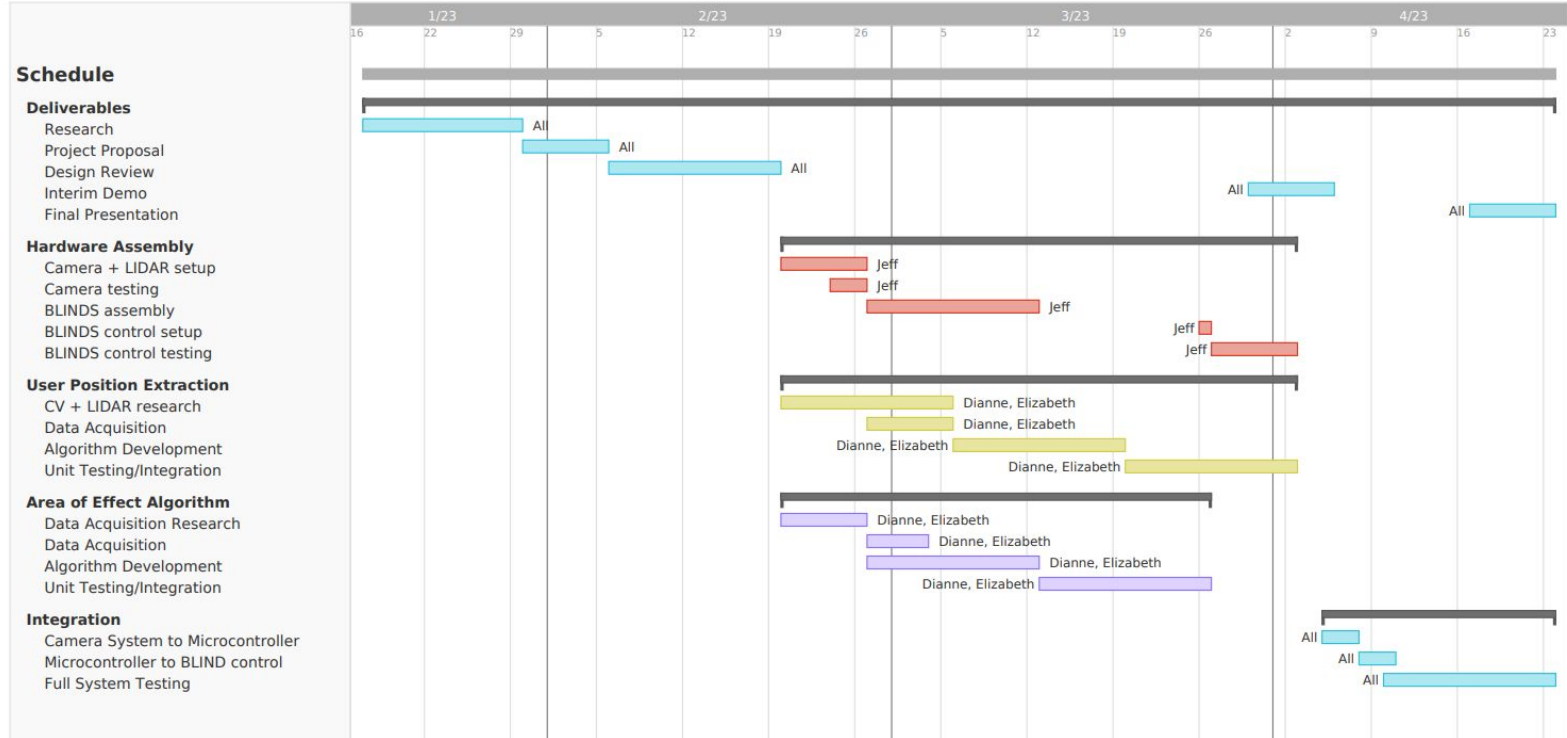 1/23 2/23 3/23 4/23
16 22 29 5 12 19 26 5 12 19 26 2 9 16 23
Schedule
Deliverables
Research All
Project Proposal All
Design Review All
Interim Demo All
Final Presentation All
Hardware Assembly
Camera + LIDAR setup Jeff
Camera testing Jeff
BLINDS assembly Jeff
BLINDS control setup Jeff
BLINDS control testing Jeff
User Position Extraction
CV + LIDAR research Dianne, Elizabeth
Data Acquisition Dianne, Elizabeth
Algorithm Development Dianne, Elizabeth
Unit Testing/Integration Dianne, Elizabeth
Area of Effect Algorithm
Data Acquisition Research Dianne, Elizabeth
Data Acquisition Dianne, Elizabeth
Algorithm Development Dianne, Elizabeth
Unit Testing/Integration Dianne, Elizabeth
Integration
Camera System to Microcontroller All
Microcontroller to BLIND control All
Full System Testing All